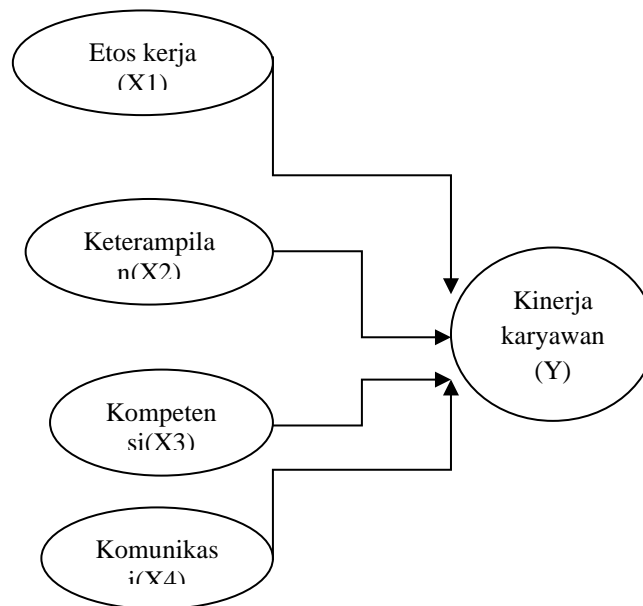 Etos kerja
(X1)
Keterampila
n(X2)
Kompeten
si(X3)
Komunikas
i(X4)
Kinerja
karyawan
(Y)